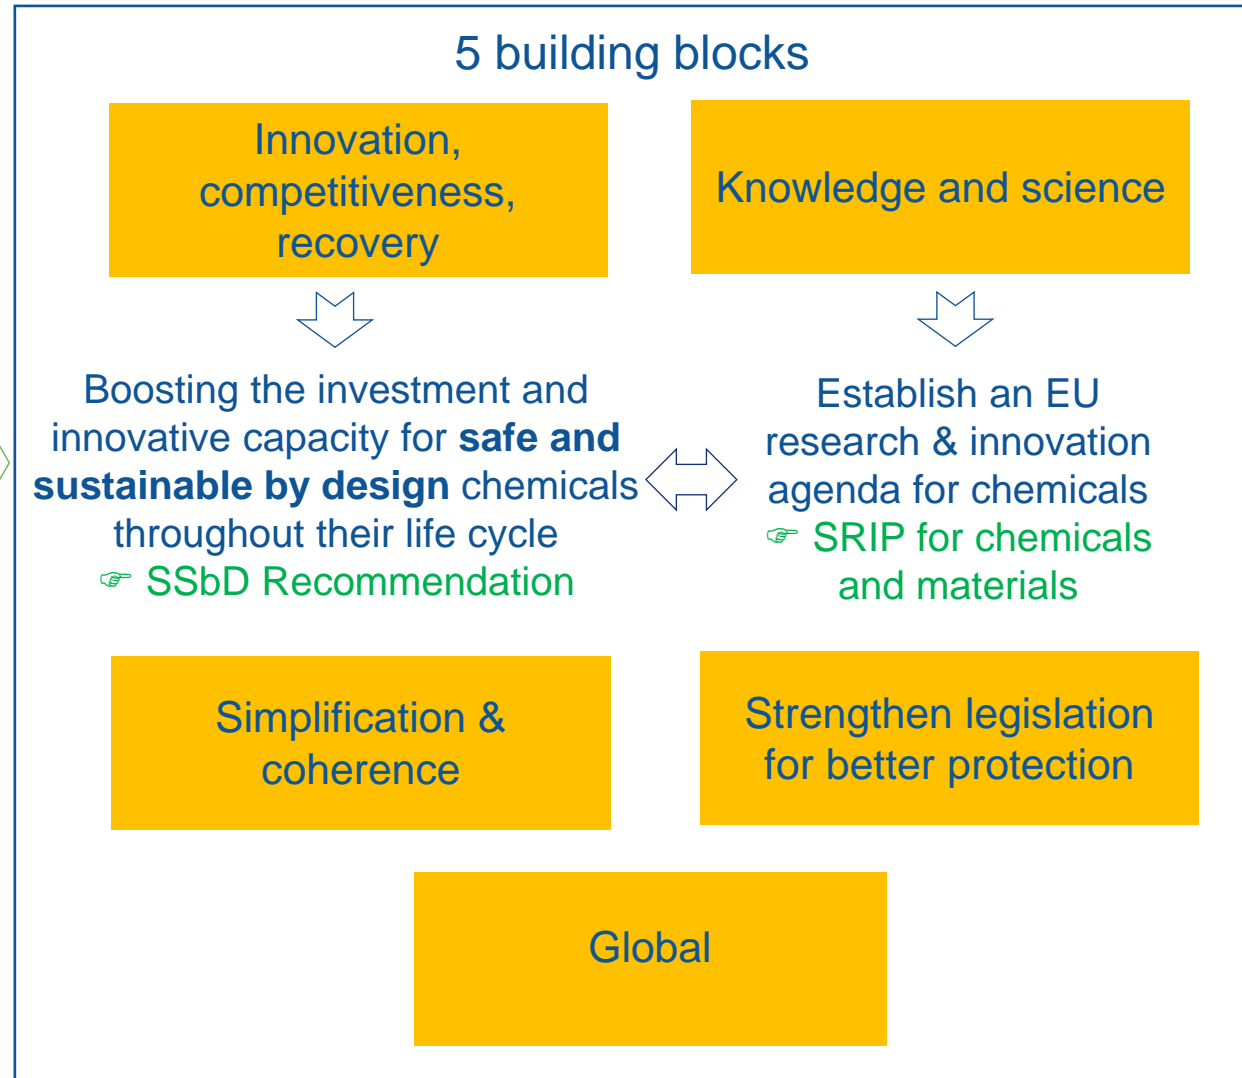 5 building blocks
Innovation,
competitiveness,
recovery
Knowledge and science
Boosting the investment and
innovative capacity for safe and
sustainable by design chemicals
throughout their life cycle
☞ SSbD Recommendation
Establish an EU
research & innovation
agenda for chemicals
☞ SRIP for chemicals
and materials
Simplification &
coherence
Strengthen legislation
for better protection
Global